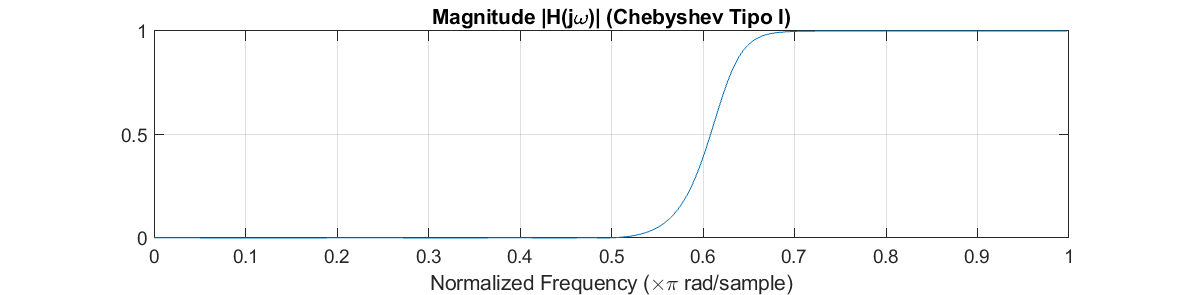 Magnitude |H(jω)| (Chebyshev Tipo I)
1
0.5
0
0 0.1 0.2 0.3 0.4 0.5 0.6 0.7 0.8 0.9 1
Normalized Frequency (×π rad/sample)